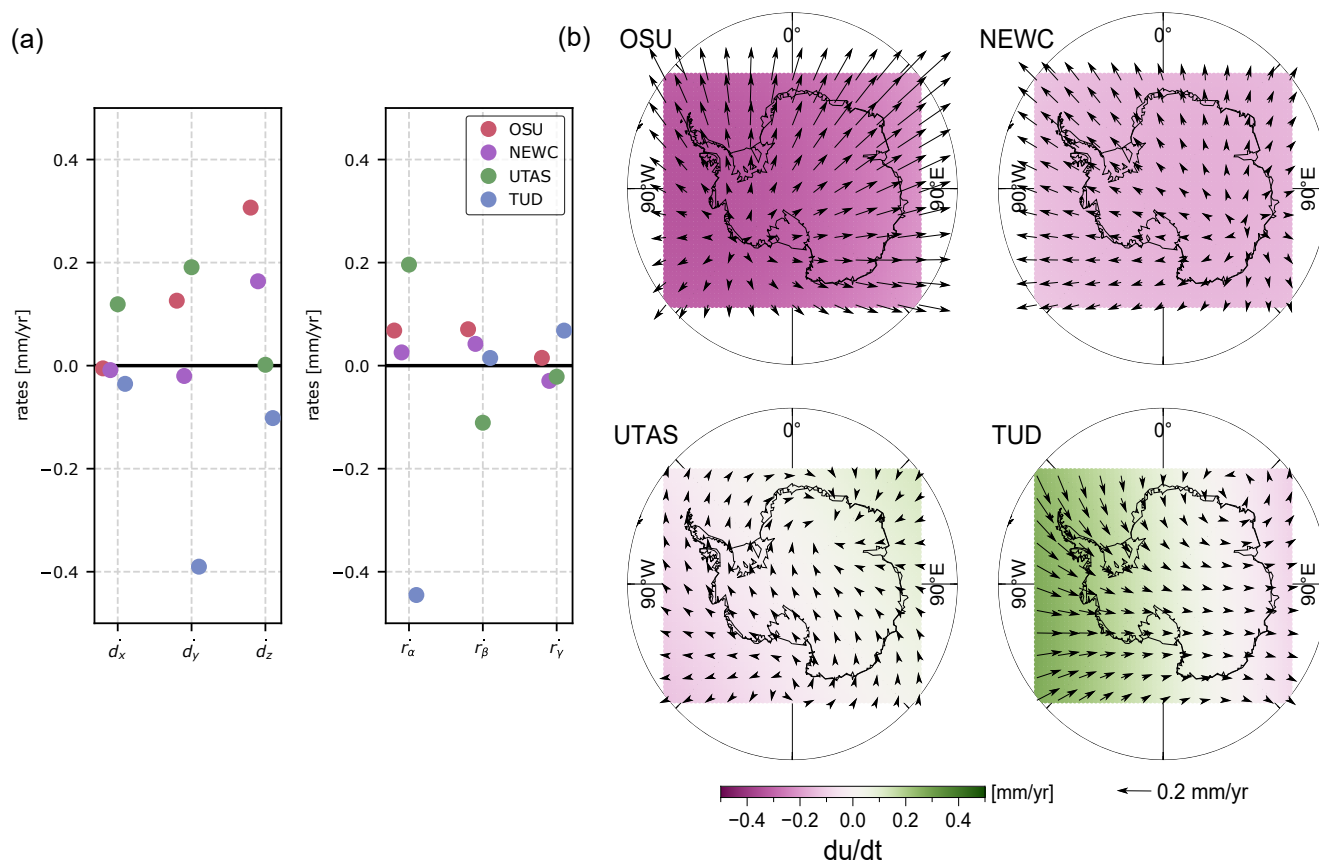 (a)
(b)
rates [mm/yr]
0.4
0.2
0.0
−0.2
−0.4
ḋx
ḋy
ḋz
rates [mm/yr]
0.4
0.2
0.0
−0.2
−0.4
ṙα
ṙβ
ṙγ
OSU
NEWC
UTAS
TUD
OSU
0°
90°W
90°E
NEWC
0°
90°W
90°E
UTAS
0°
90°W
90°E
TUD
0°
90°W
90°E
−0.4 −0.2 0.0 0.2 0.4
[mm/yr]
du/dt
0.2 mm/yr